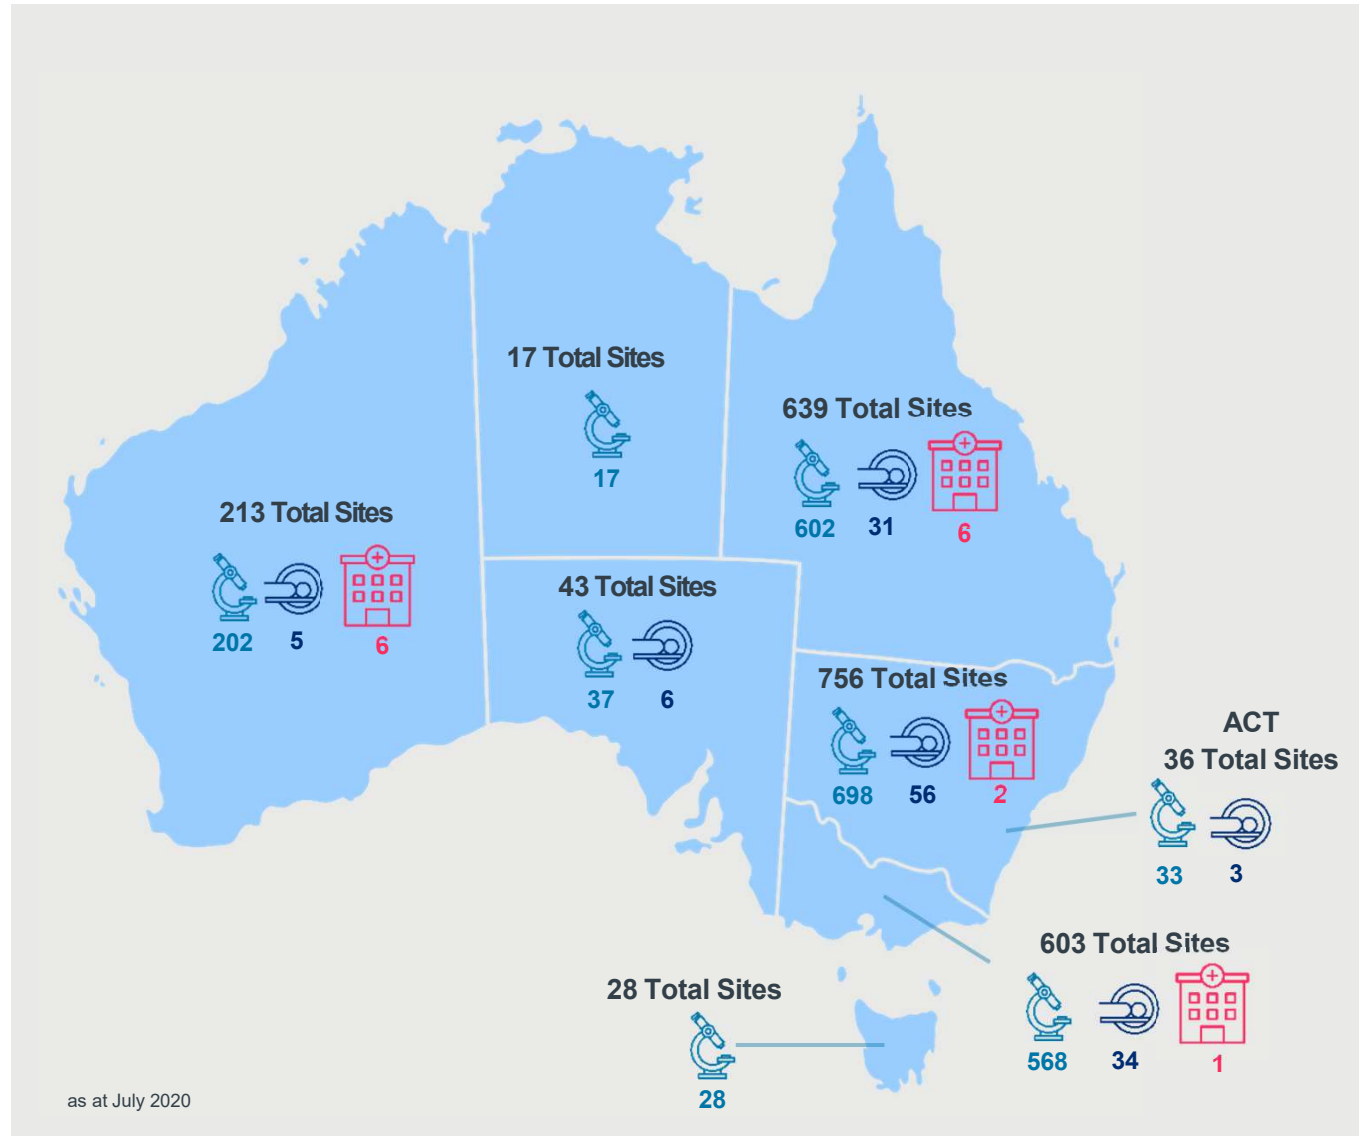 17 Total Sites
17
639 Total Sites
602 31 6
213 Total Sites
202 5 6
43 Total Sites
37 6
756 Total Sites
698 56 2
ACT
36 Total Sites
33 3
603 Total Sites
568 34 1
28 Total Sites
28
as at July 2020